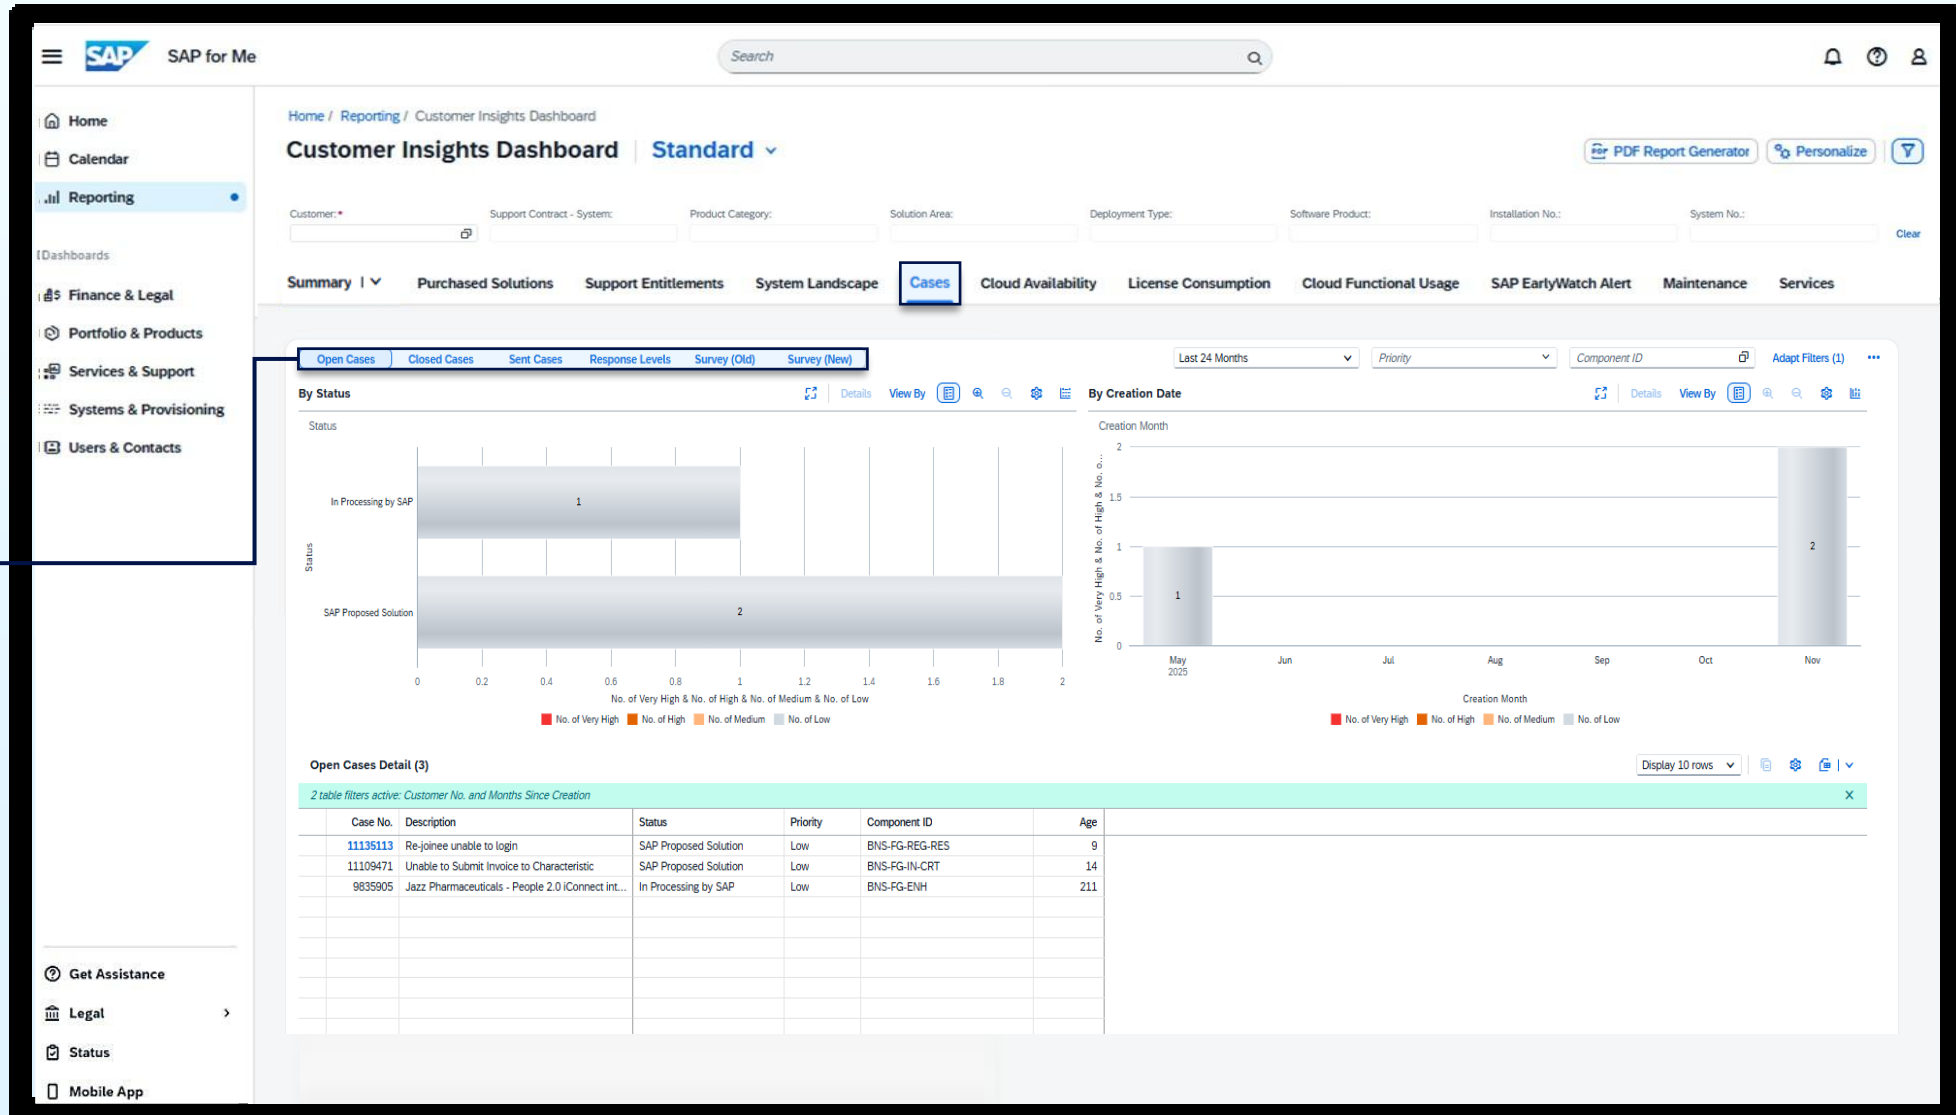 SAP
SAP for Me
Search
Home
Calendar
Reporting
Dashboards
Finance & Legal
Portfolio & Products
Services & Support
Systems & Provisioning
Users & Contacts
Get Assistance
Legal
Status
Mobile App
Home / Reporting / Customer Insights Dashboard
Customer Insights Dashboard
Standard
PDF Report Generator
Personalize
Customer:*
Support Contract - System:
Product Category:
Solution Area:
Deployment Type:
Software Product:
Installation No.:
System No.:
Clear
Summary
Purchased Solutions
Support Entitlements
System Landscape
Cases
Cloud Availability
License Consumption
Cloud Functional Usage
SAP EarlyWatch Alert
Maintenance
Services
Open Cases
Closed Cases
Sent Cases
Response Levels
Survey (Old)
Survey (New)
Last 24 Months
Priority
Component ID
Adapt Filters (1)
By Status
Details
View By
Status
In Processing by SAP
1
Status
SAP Proposed Solution
2
0 0.2 0.4 0.6 0.8 1 1.2 1.4 1.6 1.8 2
No. of Very High & No. of High & No. of Medium & No. of Low
No. of Very High No. of High No. of Medium No. of Low
By Creation Date
Details
View By
Creation Month
No. of Very High & No. of High & No. o...
2
1.5
1
0.5
0
1
2
May Jun Jul Aug Sep Oct Nov
2025
Creation Month
No. of Very High No. of High No. of Medium No. of Low
Open Cases Detail (3)
Display 10 rows
2 table filters active: Customer No. and Months Since Creation
Case No. Description Status Priority Component ID Age
11135113 Re-joinee unable to login SAP Proposed Solution Low BNS-FG-REG-RES 9
11109471 Unable to Submit Invoice to Characteristic SAP Proposed Solution Low BNS-FG-IN-CRT 14
9835905 Jazz Pharmaceuticals - People 2.0 iConnect int... In Processing by SAP Low BNS-FG-ENH 211